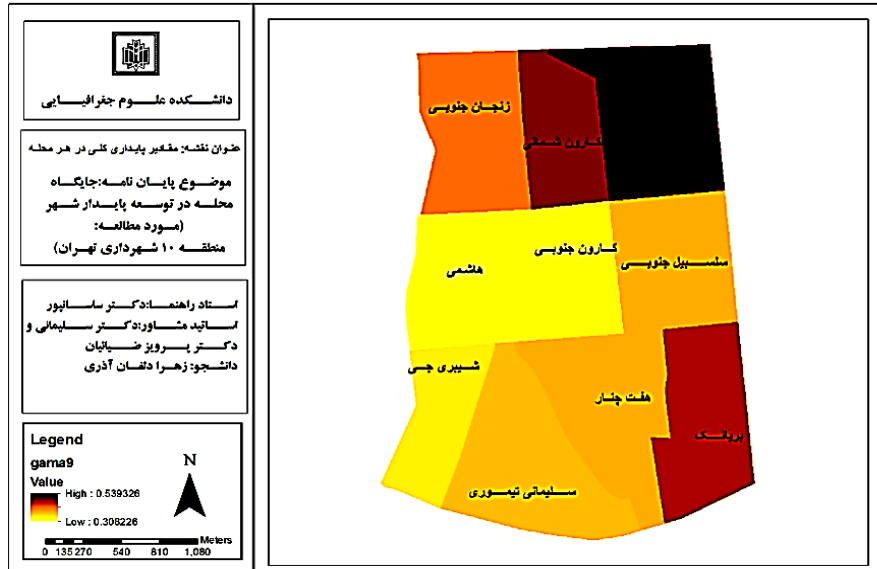 دانشکده علوم جغرافیایی
عنوان نقشه: مقادیر پایداری کلی در هر محله
موضوع پایان نامه:جایگاه
محله در توسعه پایدار شهر
(مورد مطالعه:
منطقه ۱۰ شهرداری تهران)
استاد راهنما:دکتر ساسانپور
اساتید مشاور:دکتر سلیمانی و
دکتر پرویز ضیائیان
دانشجو: زهرا دلفان آذری
Legend
gama9
Value
High : 0.539326
Low : 0.308226
N
Meters
0 135 270 540 810 1,080
زنجان جنوبی
کارون شمالی
هاشمی
کارون جنوبی
سلسبیل جنوبی
شبیری جی
هفت چنار
بریانک
سلیمانی تیموری